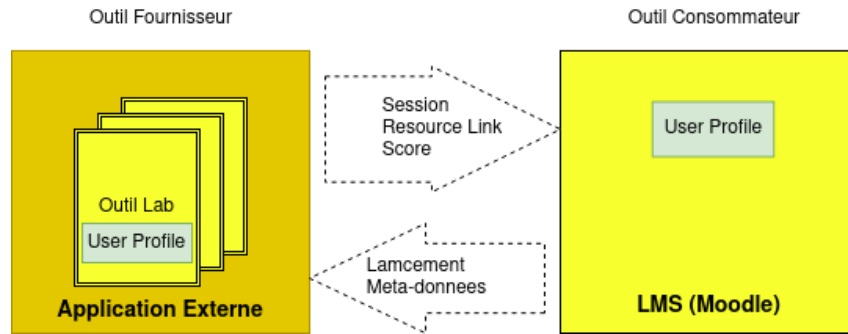 Outil Fournisseur
Outil Consommateur
Session
Resource Link
Score
User Profile
Outil Lab
User Profile
Lamcement
Meta-donnees
Application Externe
LMS (Moodle)